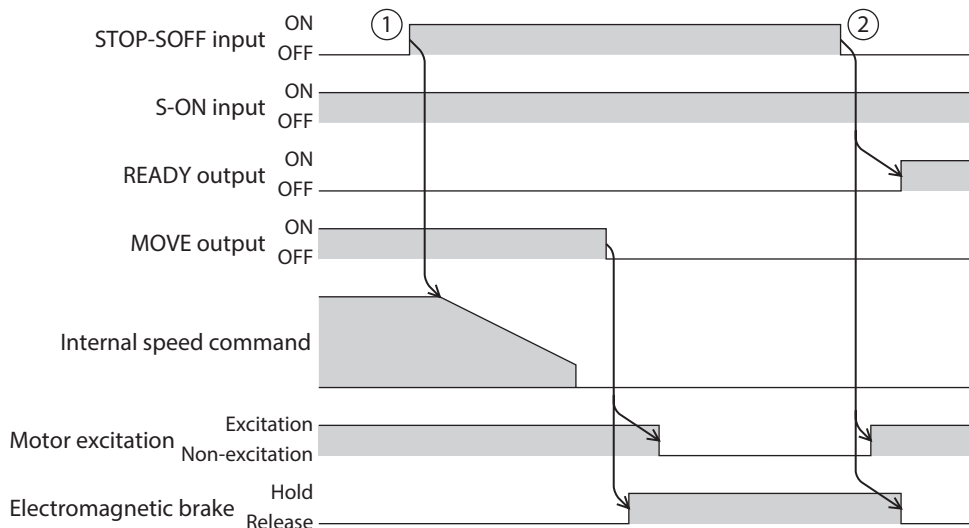 ① ②
STOP-SOFF input ON
OFF
S-ON input ON
OFF
READY output ON
OFF
MOVE output ON
OFF
Internal speed command
Motor excitation Excitation
Non-excitation
Electromagnetic brake Hold
Release